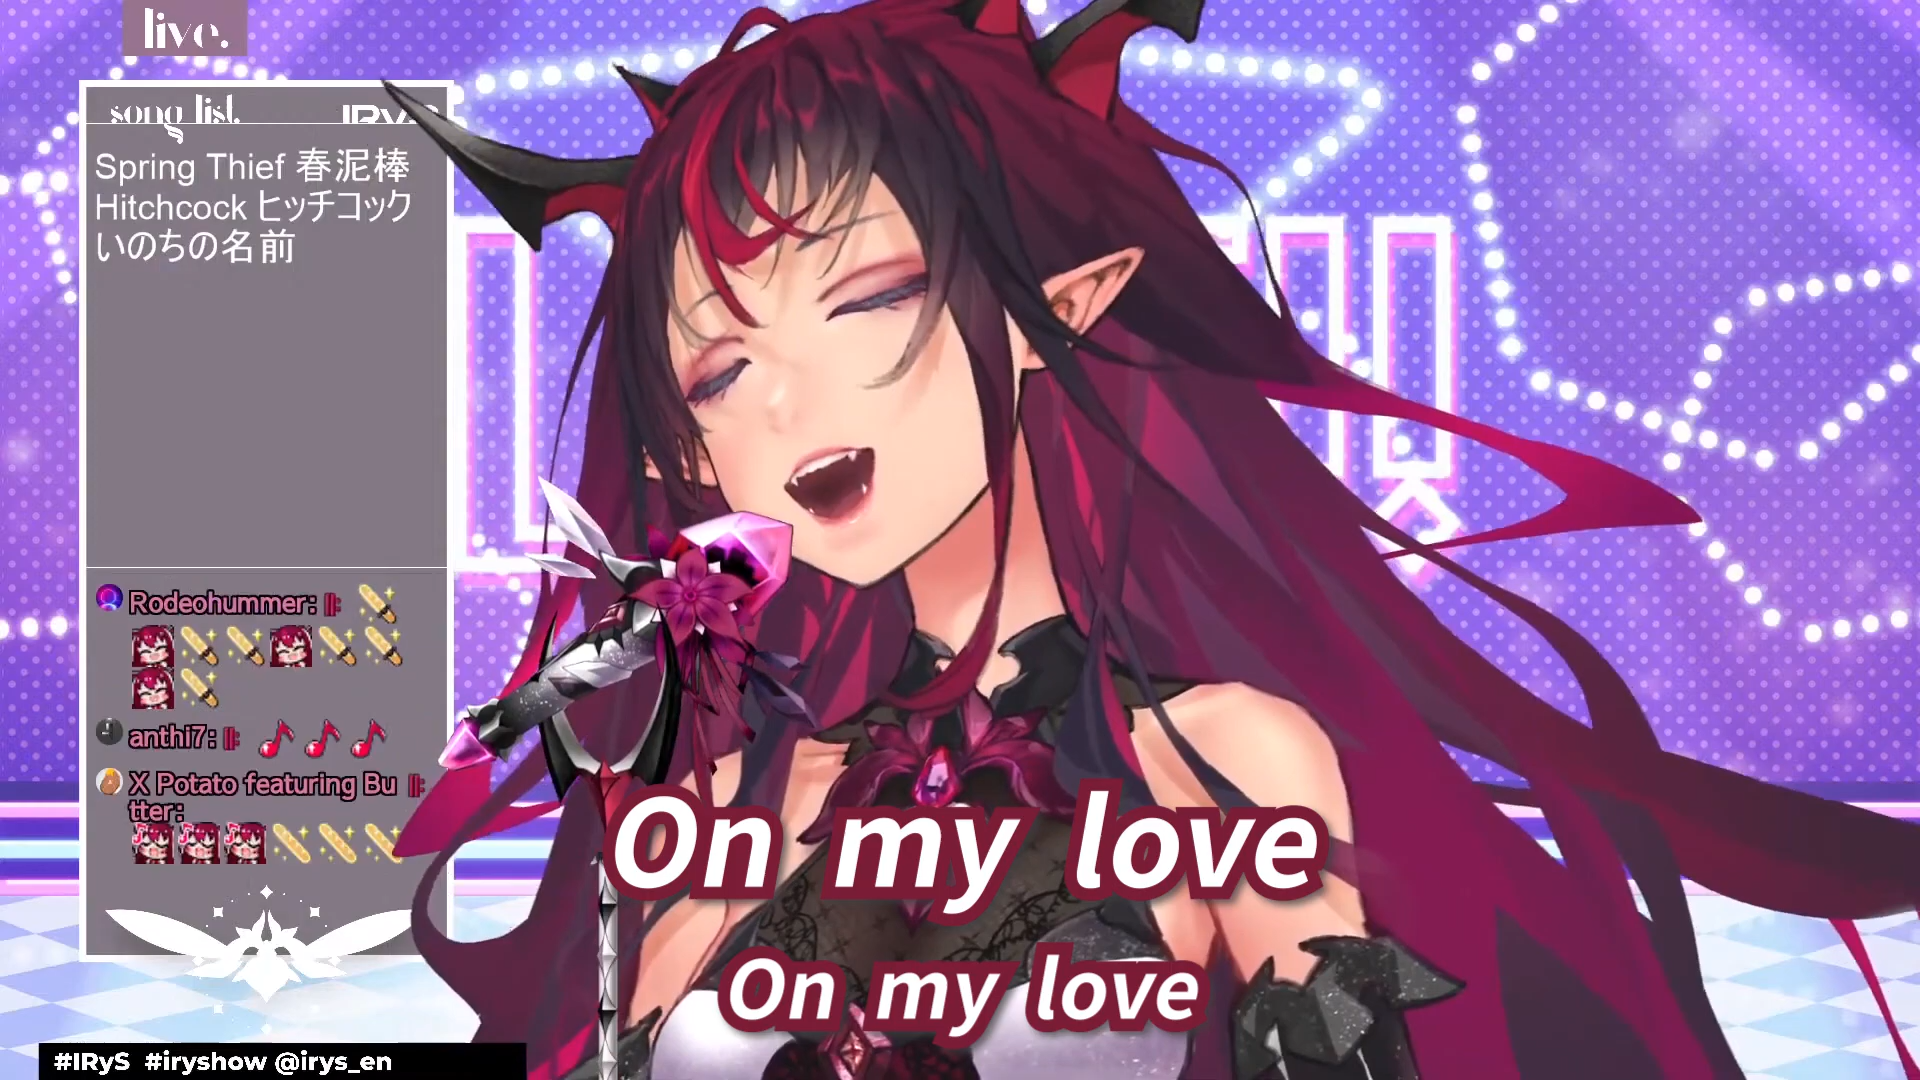 live.
song list. IRyS
Spring Thief 春泥棒
Hitchcock ヒッチコック
いのちの名前
Rodeohummer:
anthi7:
X Potato featuring Bu
tter:
On my love
On my love
#IRyS #iryshow @irys_en